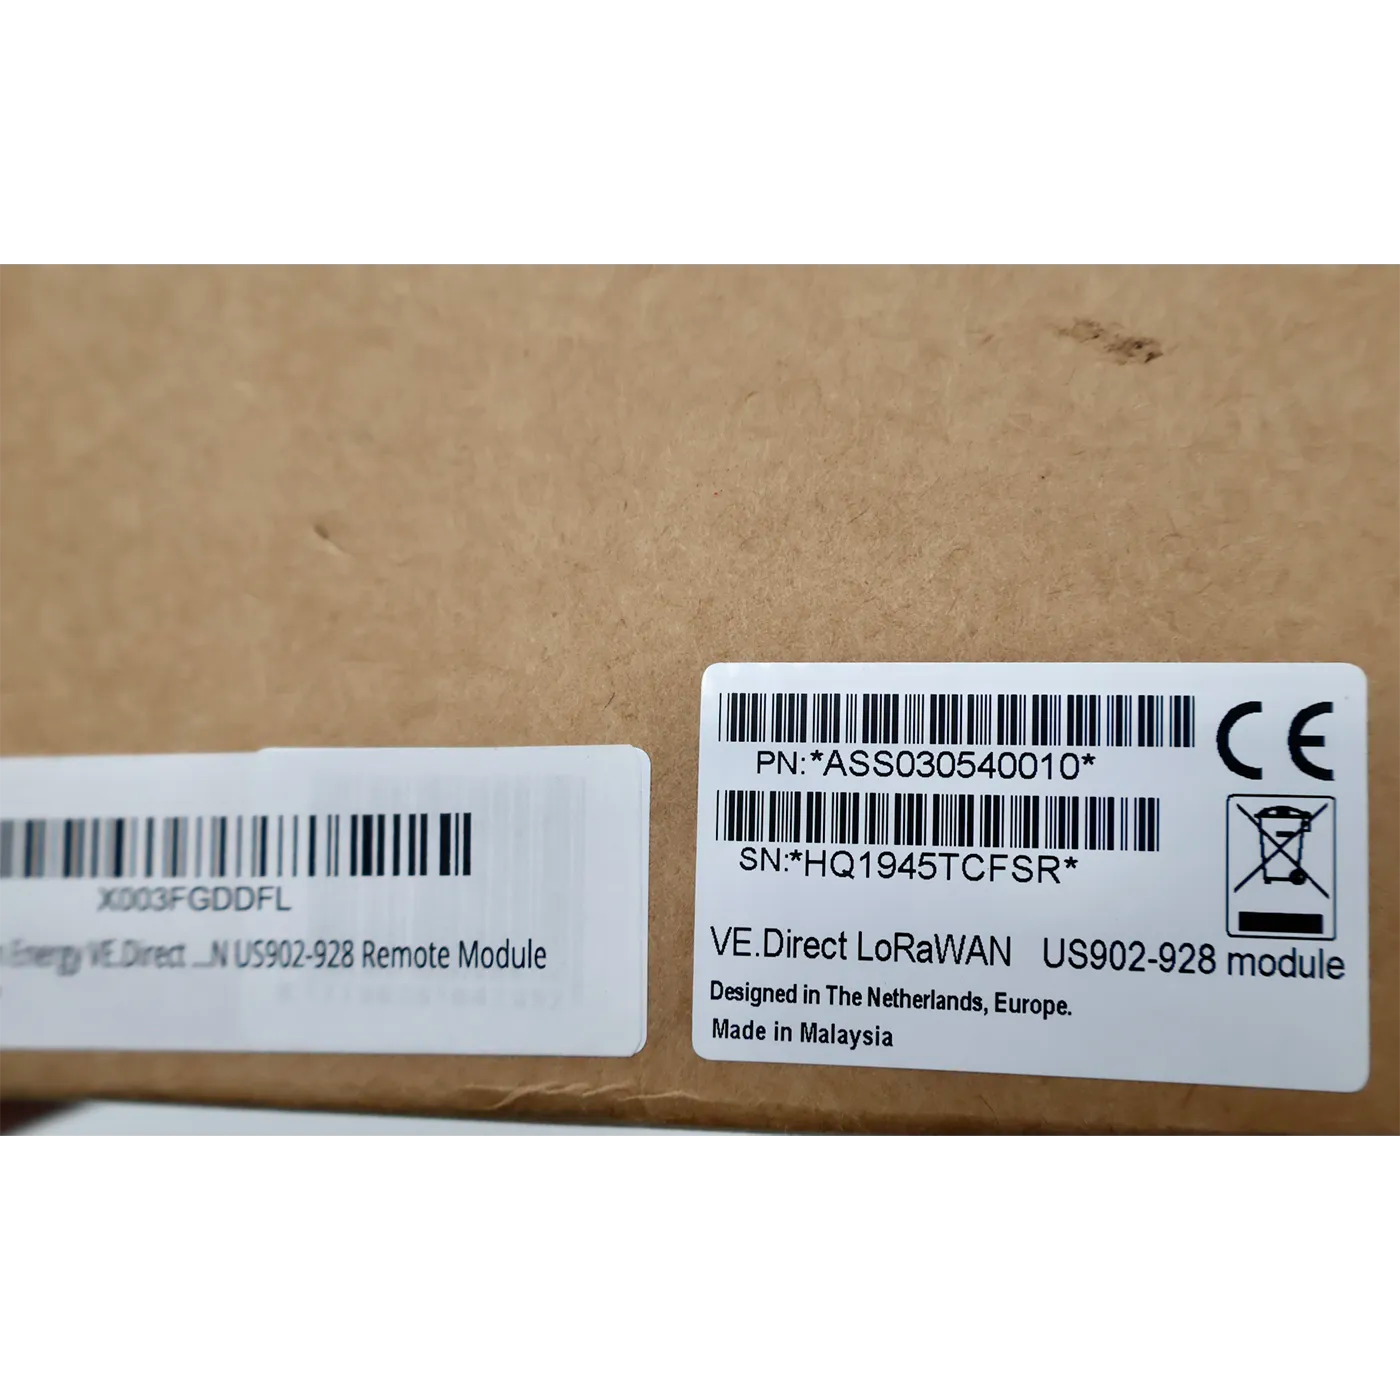 X003FGDDFL
Energy VE.Direct ...N US902-928 Remote Module
PN:*ASS030540010*
SN:*HQ1945TCFSR*
VE.Direct LoRaWAN US902-928 module
Designed in The Netherlands, Europe.
Made in Malaysia
CE